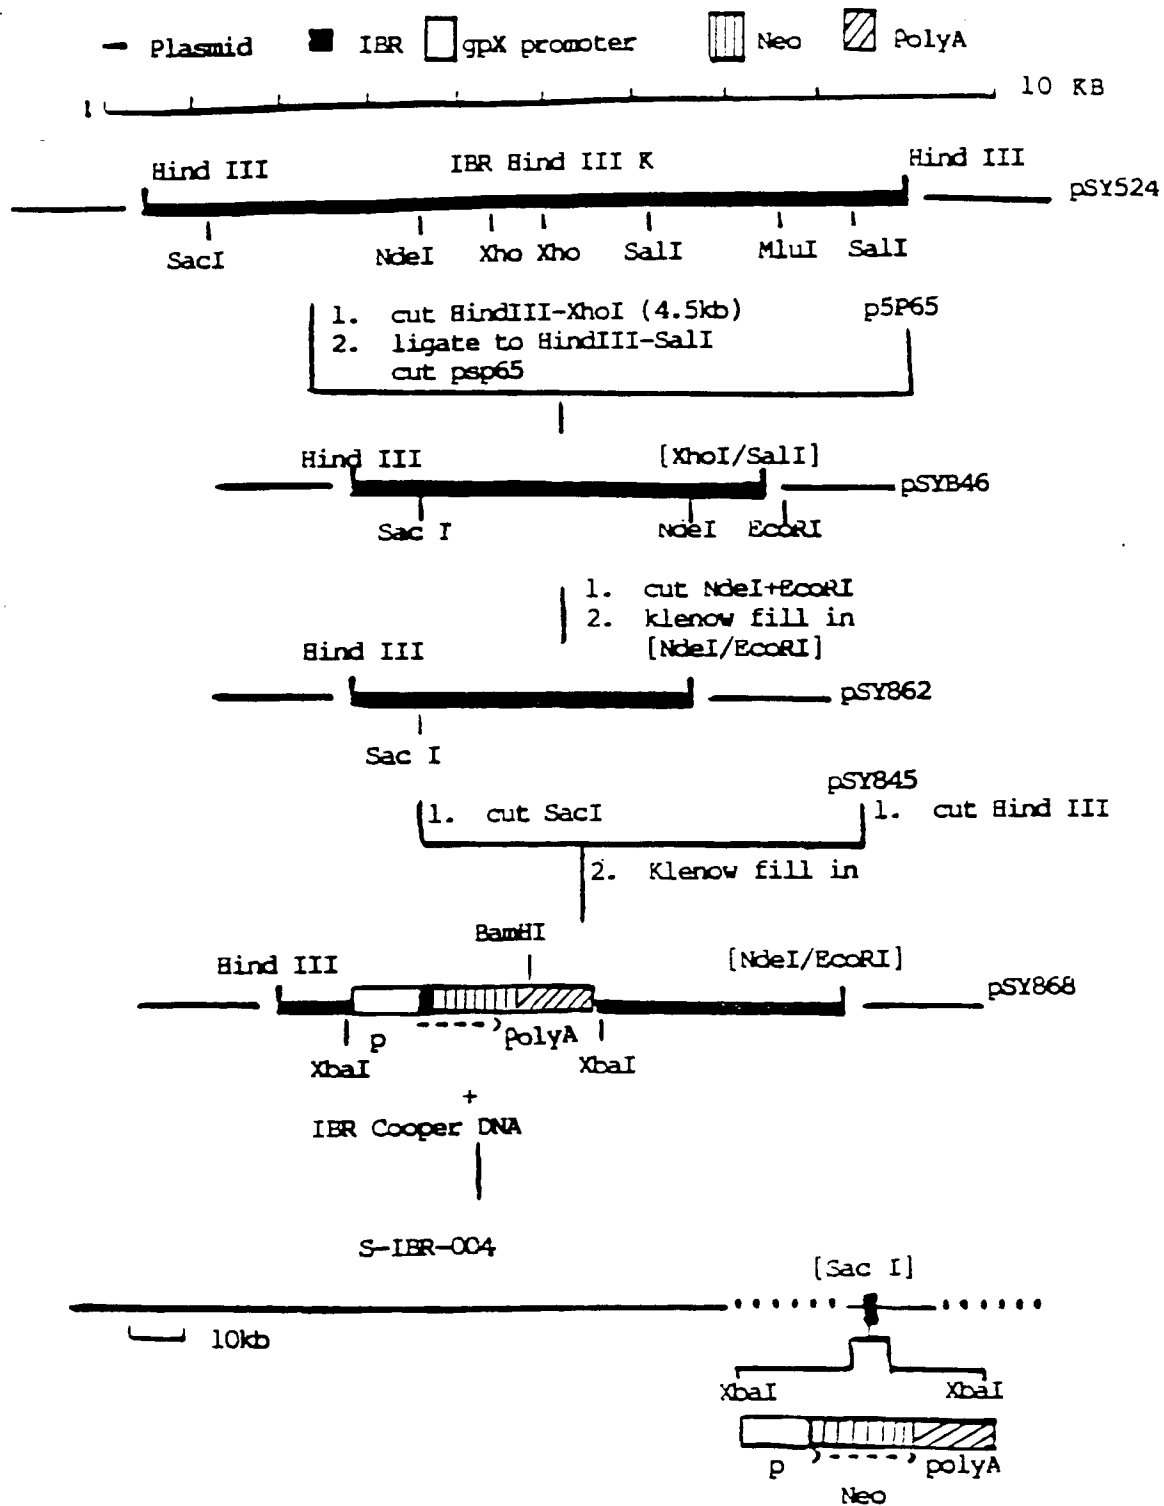 Plasmid IBR gpX promoter Neo PolyA
1 10 KB
Hind III IBR Hind III K Hind III
pSY524
SacI NdeI Xho Xho SalI MluI SalI
1. cut HindIII-XhoI (4.5kb) p5P65
2. ligate to HindIII-SalI
cut psp65
Hind III [XhoI/SalI]
pSYB46
Sac I NdeI EcoRI
1. cut NdeI+EcoRI
2. klenow fill in
Hind III [NdeI/EcoRI]
pSY862
Sac I
pSY845
1. cut SacI 1. cut Hind III
2. Klenow fill in
BamHI
Hind III [NdeI/EcoRI]
pSY868
p PolyA
XbaI XbaI
+
IBR Cooper DNA
S-IBR-004
[Sac I]
10kb
XbaI XbaI
p polyA
Neo